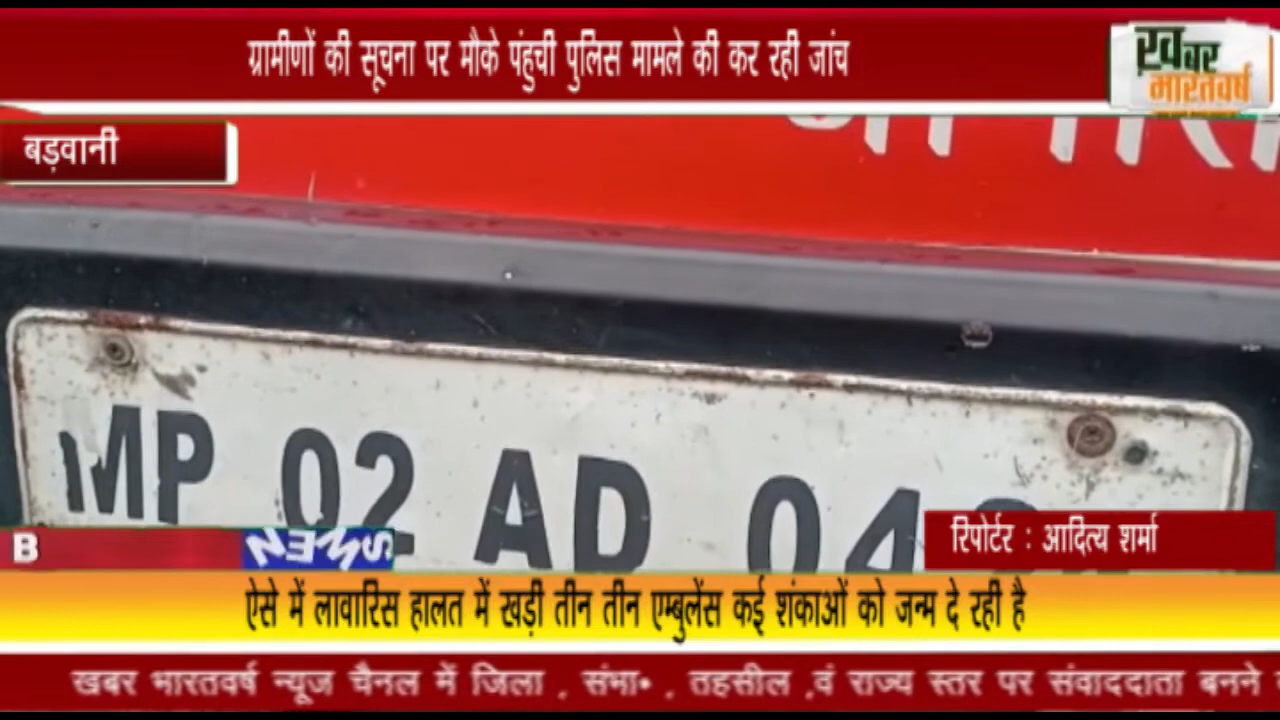 ग्रामीणों की सूचना पर मौके पंहुची पुलिस मामले की कर रही जांच
खबर
भारतवर्ष
बड़वानी
MP 02 AD 04
B
NEWS
रिपोर्टर : आदित्य शर्मा
ऐसे में लावारिस हालत में खड़ी तीन तीन एम्बुलेंस कई शंकाओं को जन्म दे रही है
खबर भारतवर्ष न्यूज चैनल में जिला , संभा• , तहसील ,वं राज्य स्तर पर संवाददाता बनने